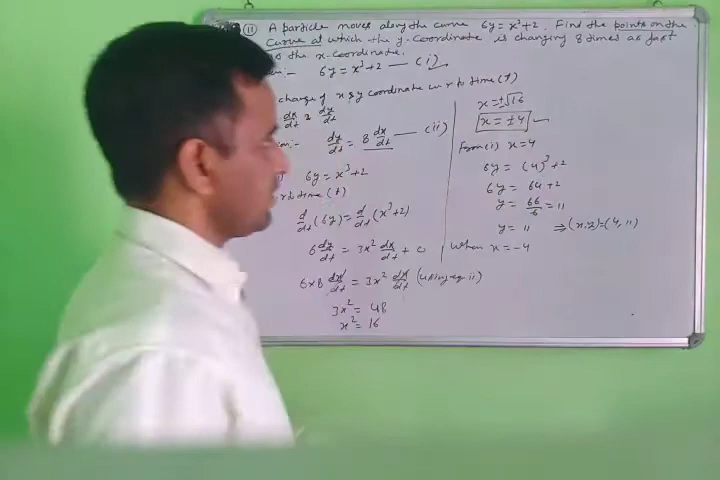 (11) A particle moves along the curve 6y = x³+2. Find the points on the
curve at which the y-coordinate is changing 8 times as fast
as the x-coordinate.
6y = x³+2 — (i)
change of x & y coordinate w.r to time (t)
dx/dt & dy/dt
dy/dt = 8 dx/dt — (ii)
6y = x³+2
r to time (t)
d/dt (6y) = d/dt (x³+2)
6 dy/dt = 3x² dx/dt + 0
6×8 dx/dt = 3x² dx/dt (using eq. ii)
3x² = 48
x² = 16
x = ±√16
x = ±4
from (i) x = 4
6y = (4)³+2
6y = 64+2
y = 66/6 = 11
y = 11 ⇒ (x,y) = (4, 11)
when x = -4